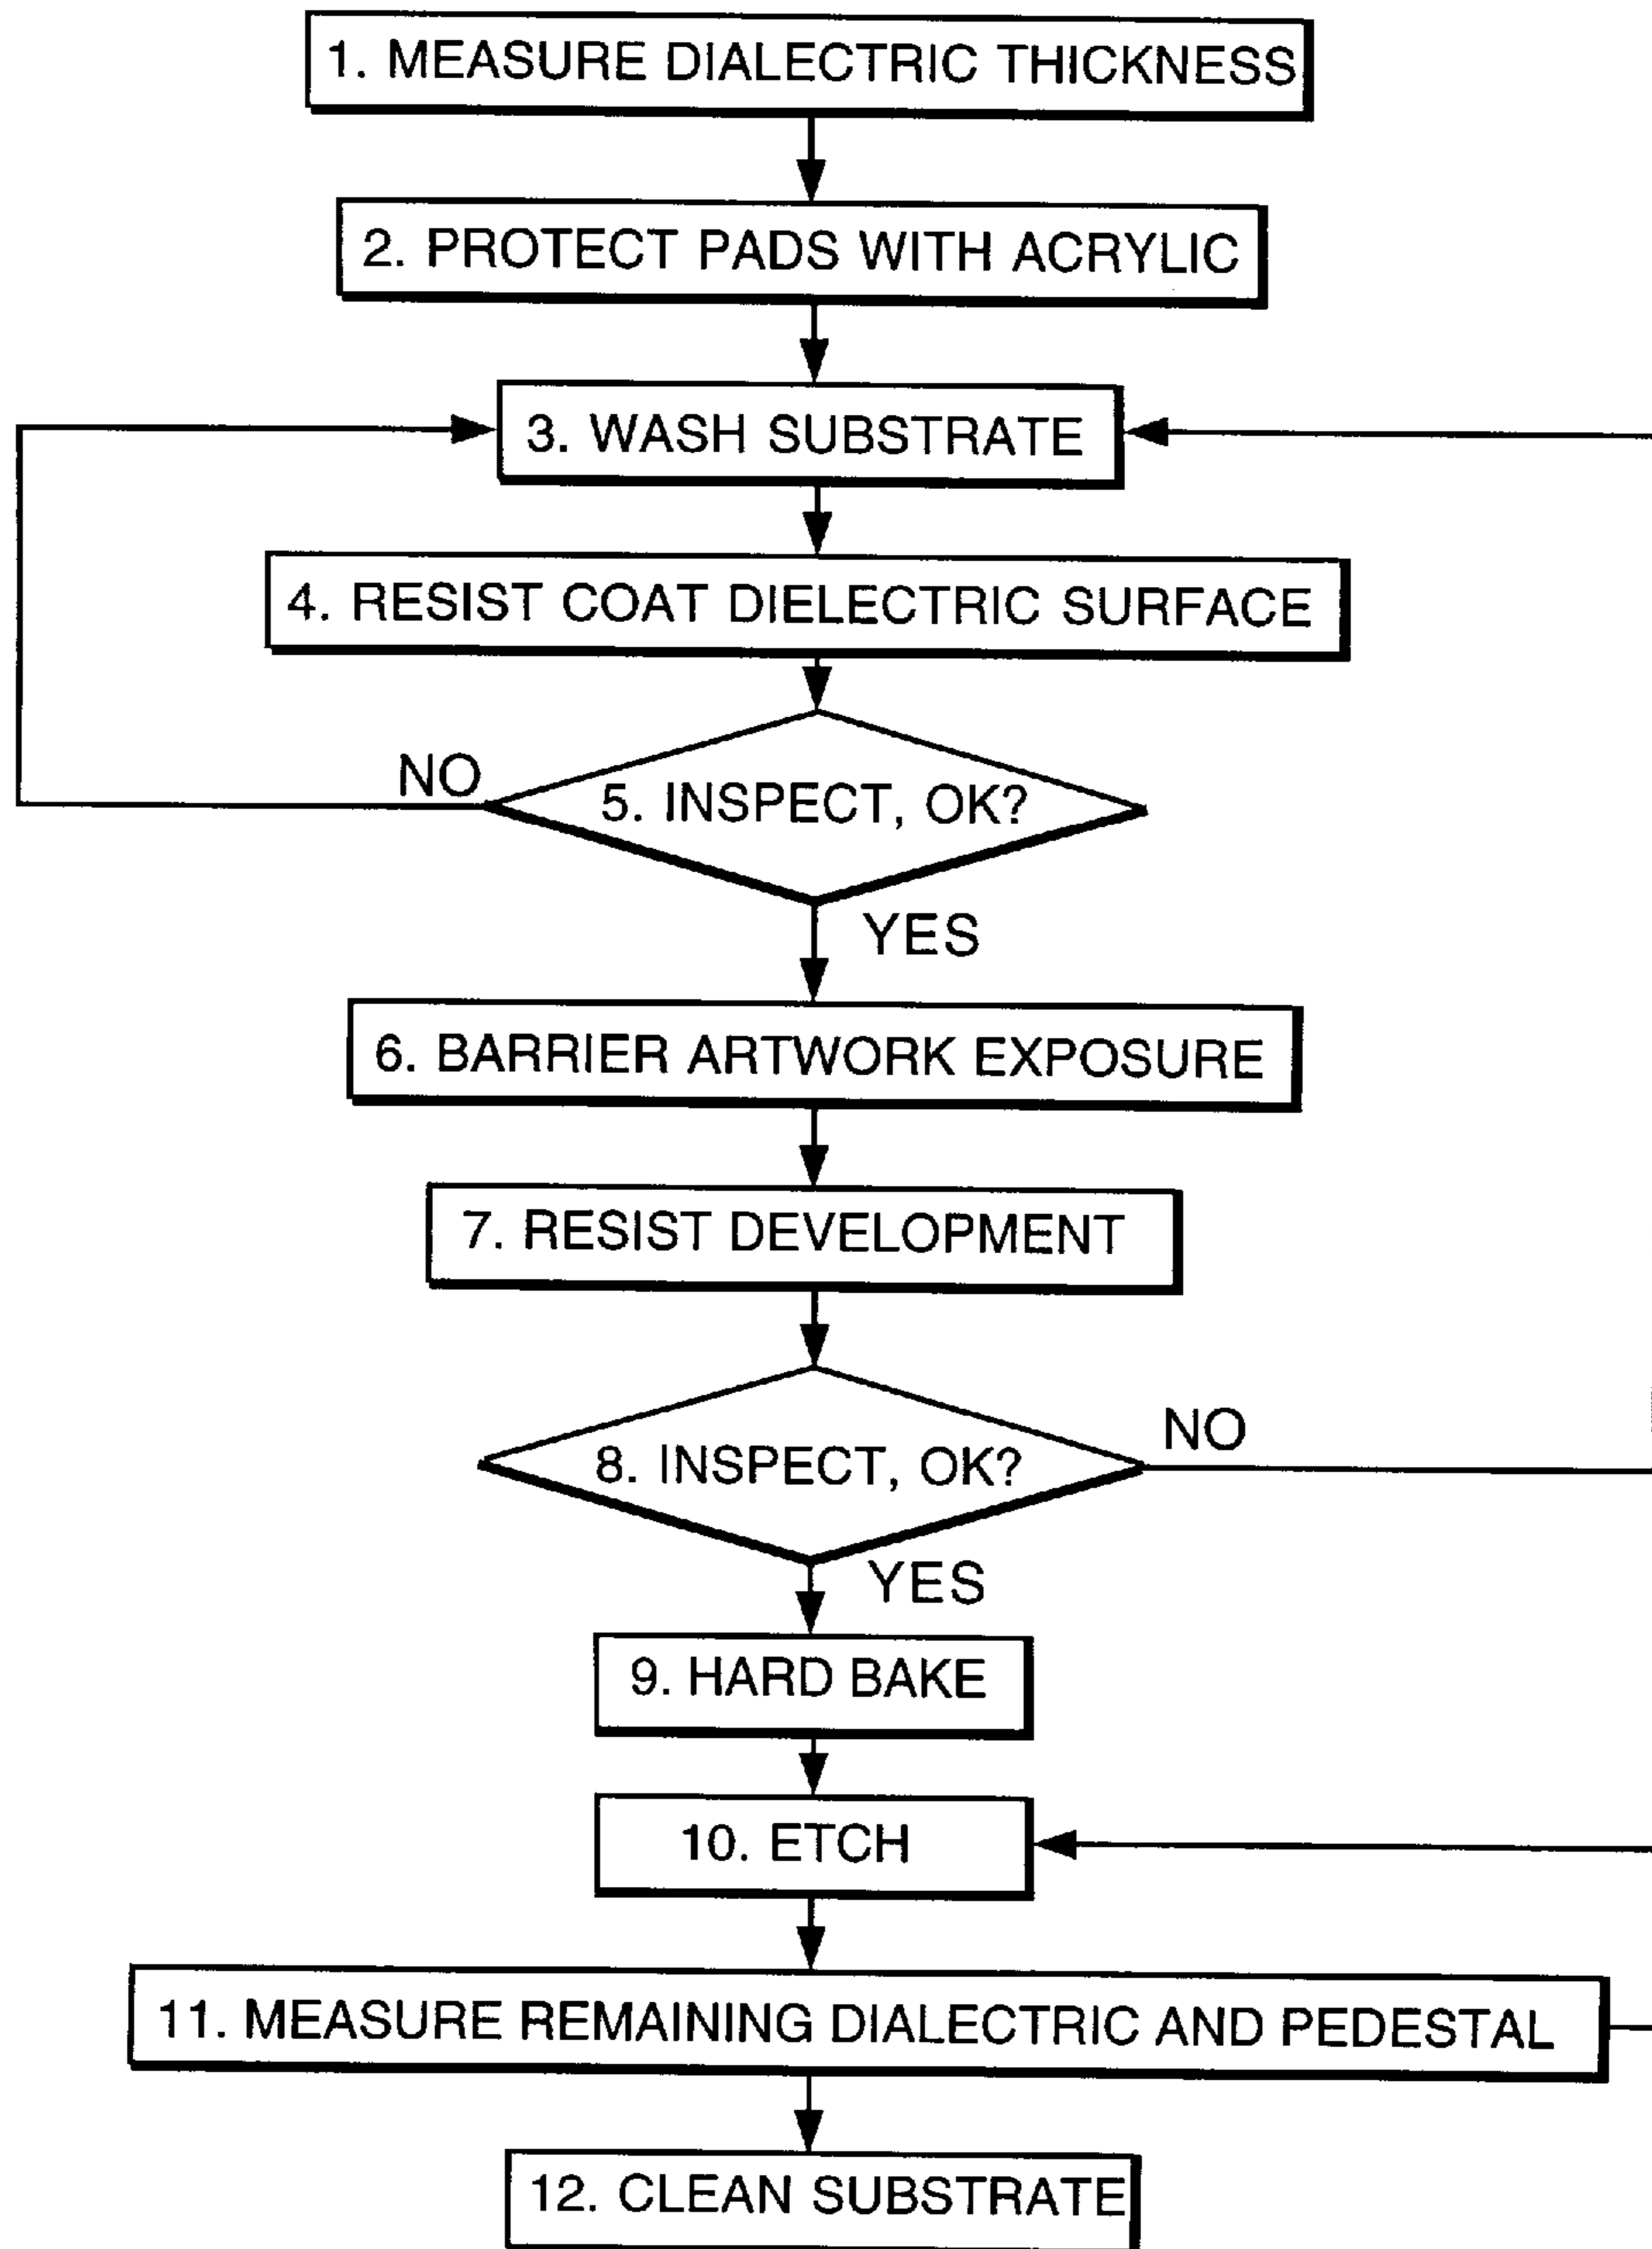 1. MEASURE DIALECTRIC THICKNESS
2. PROTECT PADS WITH ACRYLIC
3. WASH SUBSTRATE
4. RESIST COAT DIELECTRIC SURFACE
NO
5. INSPECT, OK?
YES
6. BARRIER ARTWORK EXPOSURE
7. RESIST DEVELOPMENT
NO
8. INSPECT, OK?
YES
9. HARD BAKE
10. ETCH
11. MEASURE REMAINING DIALECTRIC AND PEDESTAL
12. CLEAN SUBSTRATE